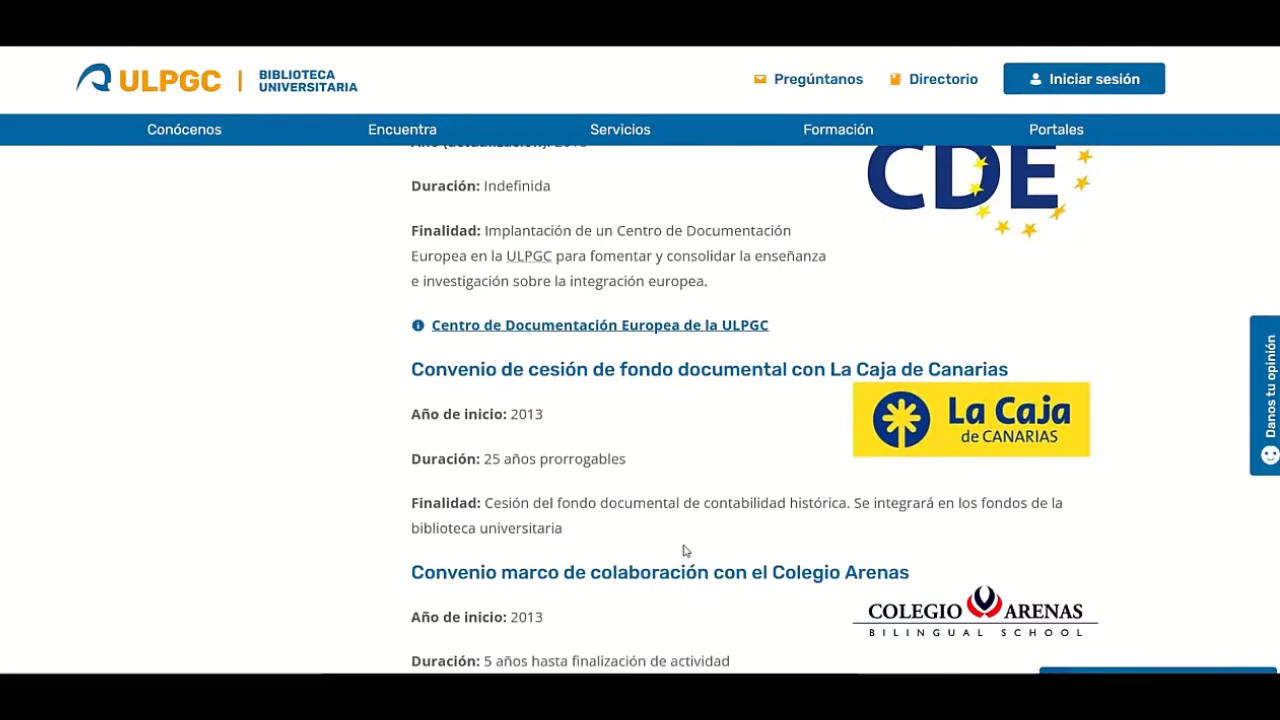 ULPGC | BIBLIOTECA
UNIVERSITARIA
Pregúntanos
Directorio
Iniciar sesión
Conócenos
Encuentra
Servicios
Formación
Portales
CDE
Duración: Indefinida
Finalidad: Implantación de un Centro de Documentación
Europea en la ULPGC para fomentar y consolidar la enseñanza
e investigación sobre la integración europea.
Centro de Documentación Europea de la ULPGC
Convenio de cesión de fondo documental con La Caja de Canarias
Año de inicio: 2013
La Caja
de CANARIAS
Duración: 25 años prorrogables
Finalidad: Cesión del fondo documental de contabilidad histórica. Se integrará en los fondos de la
biblioteca universitaria
Convenio marco de colaboración con el Colegio Arenas
Año de inicio: 2013
COLEGIO ARENAS
BILINGUAL SCHOOL
Duración: 5 años hasta finalización de actividad
Danos tu opinión